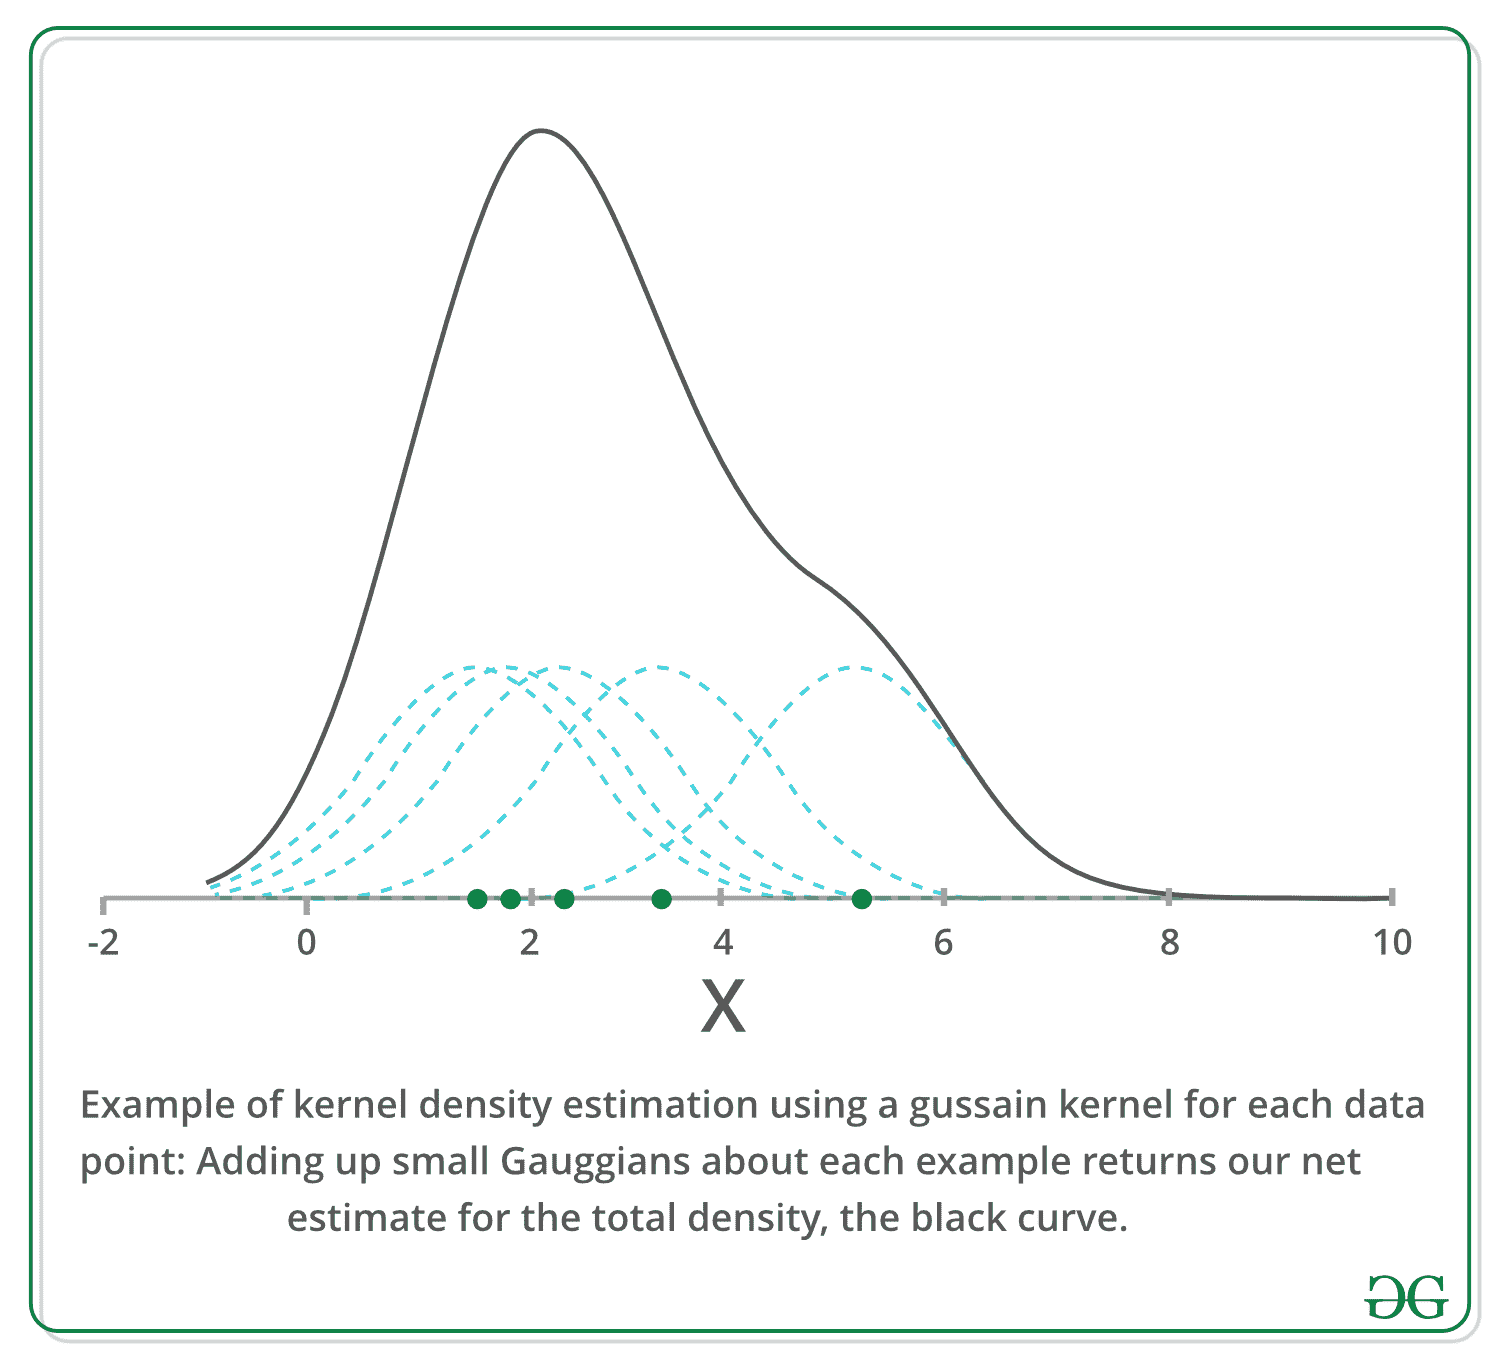 -2 0 2 4 6 8 10
X
Example of kernel density estimation using a gussain kernel for each data
point: Adding up small Gauggians about each example returns our net
estimate for the total density, the black curve.
GG